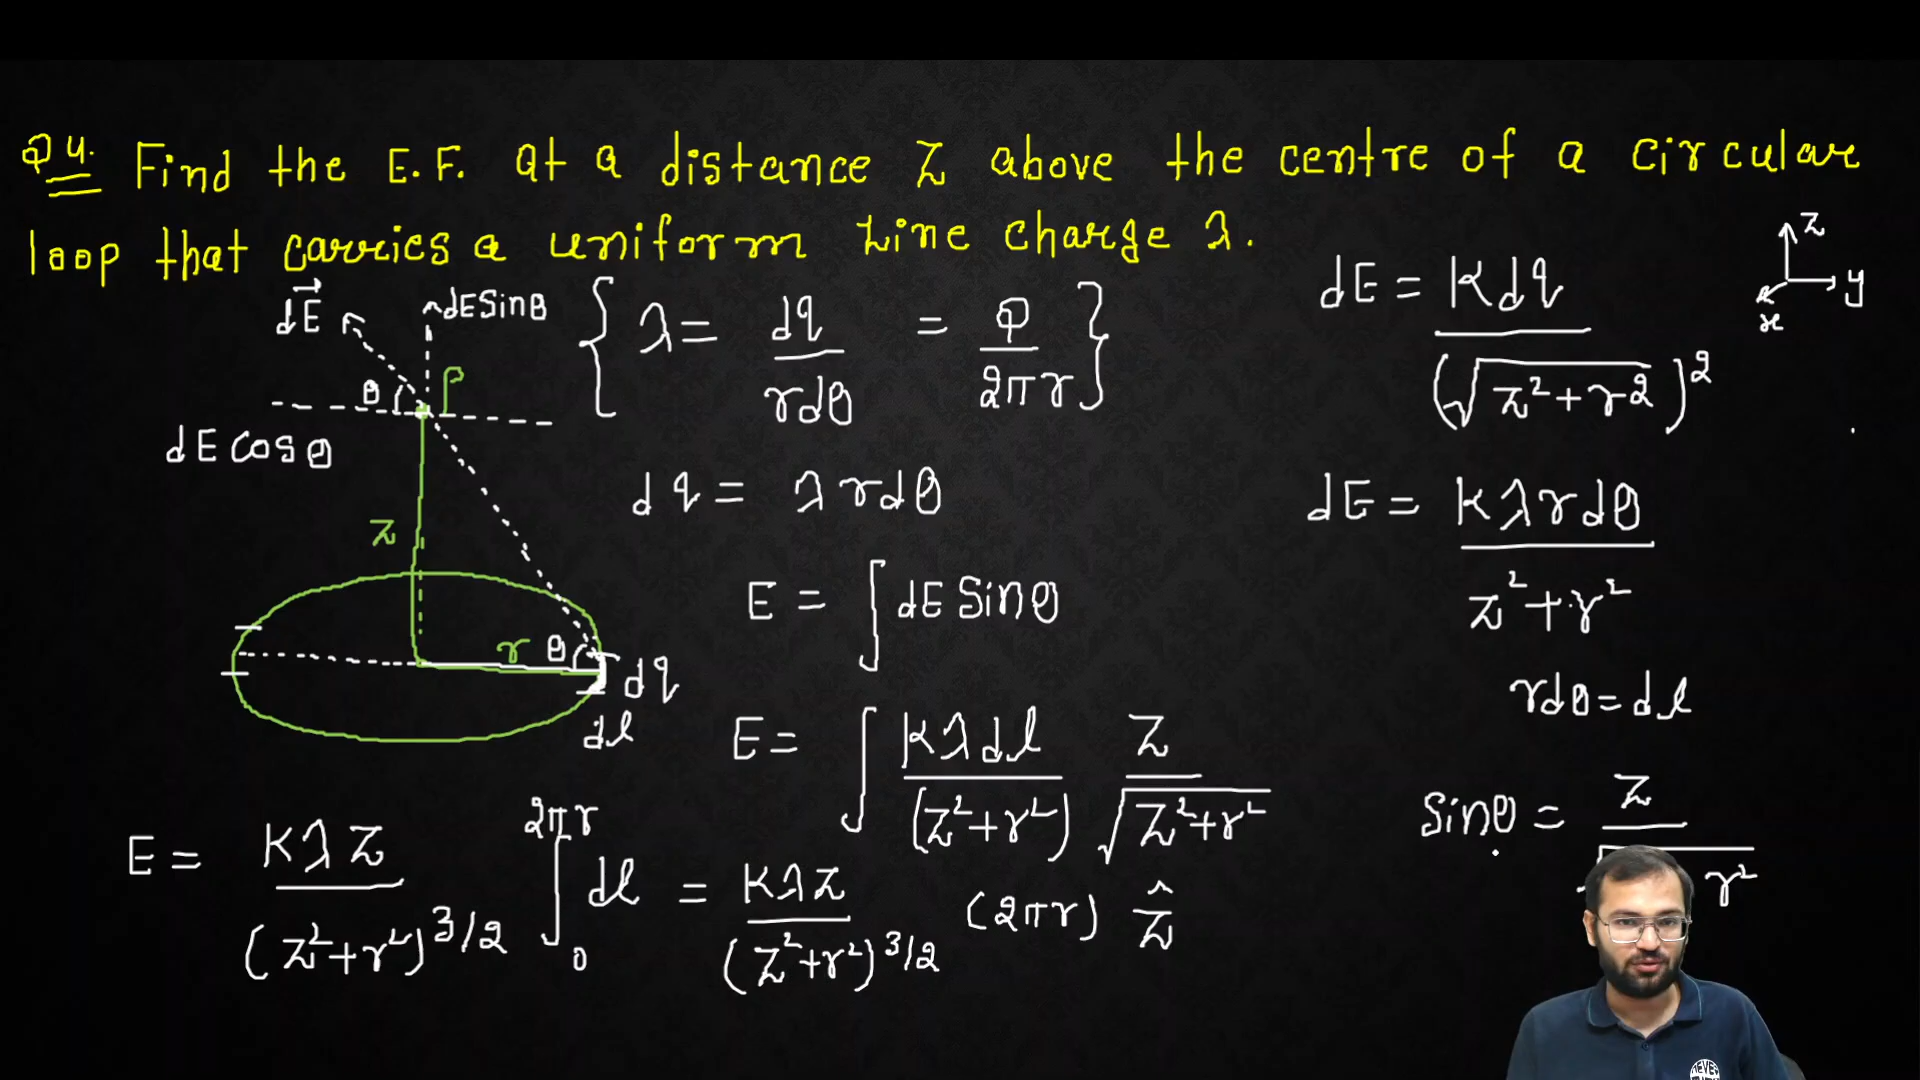 Q4. Find the E.F. at a distance Z above the centre of a circular
loop that carries a uniform Line charge λ.
z
y
x
dE⃗
dE Sinθ
θ
P
dE Cosθ
z
r θ
dq
dl
{ λ = dq/rdθ = Q/2πr }
dq = λ rdθ
E = ∫ dE Sinθ
E = ∫ Kλdl/(z²+r²) Z/√(z²+r²)
dE = Kdq/(√(z²+r²))²
dE = Kλrdθ/z²+r²
rdθ = dl
Sinθ = Z/ r²
E = KλZ/(z²+r²)^3/2 ∫₀^2πr dl = Kλz/(z²+r²)^3/2 (2πr) ẑ